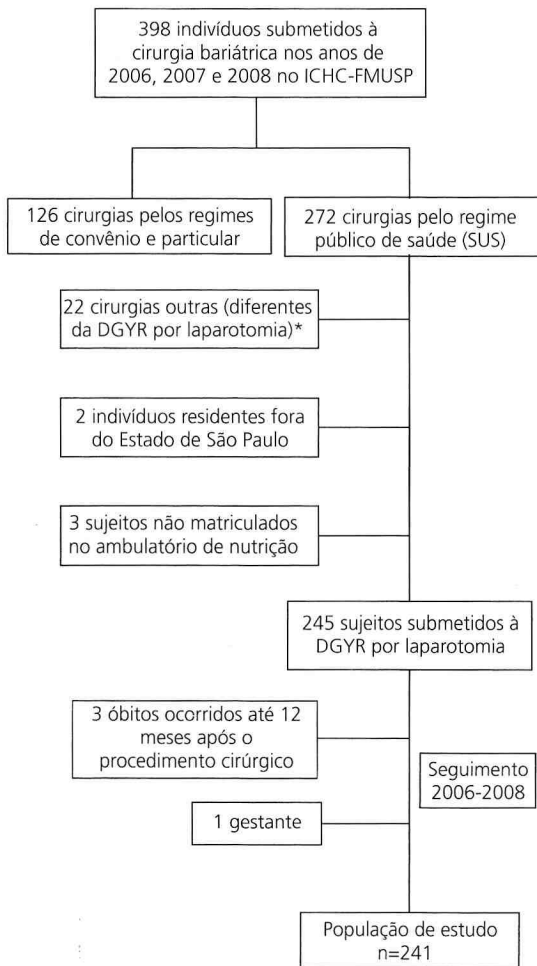 398 indivíduos submetidos à
cirurgia bariátrica nos anos de
2006, 2007 e 2008 no ICHC-FMUSP
126 cirurgias pelos regimes
de convênio e particular
272 cirurgias pelo regime
público de saúde (SUS)
22 cirurgias outras (diferentes
da DGYR por laparotomia)*
2 indivíduos residentes fora
do Estado de São Paulo
3 sujeitos não matriculados
no ambulatório de nutrição
245 sujeitos submetidos à
DGYR por laparotomia
3 óbitos ocorridos até 12
meses após o
procedimento cirúrgico
Seguimento
2006-2008
1 gestante
População de estudo
n=241